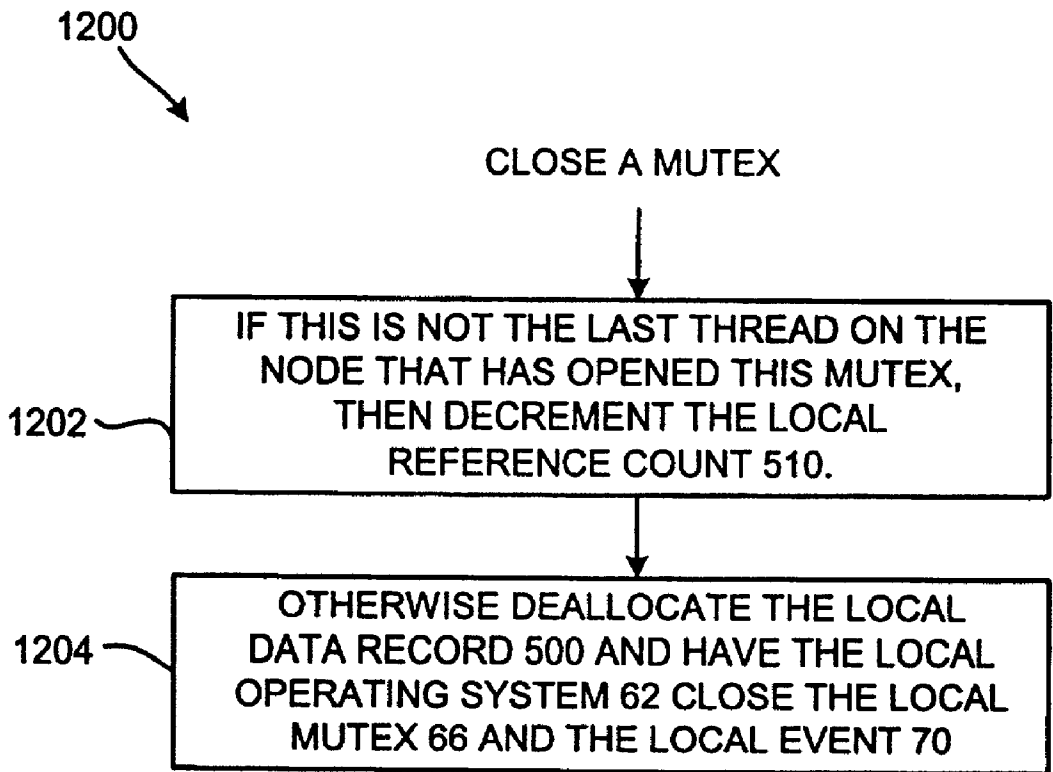 1200
CLOSE A MUTEX
IF THIS IS NOT THE LAST THREAD ON THE
NODE THAT HAS OPENED THIS MUTEX,
THEN DECREMENT THE LOCAL
REFERENCE COUNT 510.
1202
OTHERWISE DEALLOCATE THE LOCAL
DATA RECORD 500 AND HAVE THE LOCAL
OPERATING SYSTEM 62 CLOSE THE LOCAL
MUTEX 66 AND THE LOCAL EVENT 70
1204